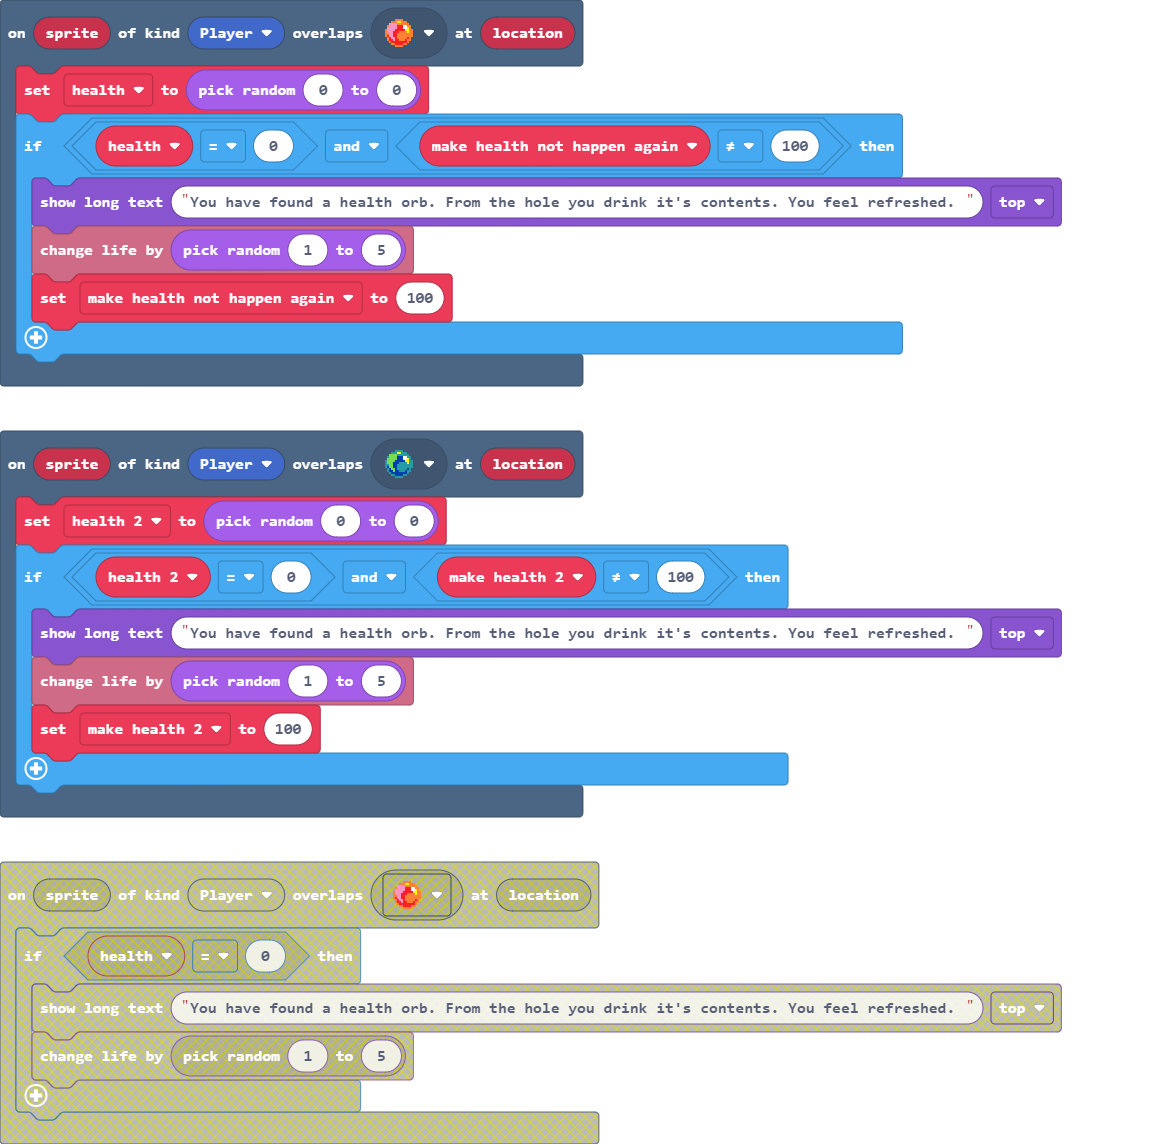 on sprite of kind Player overlaps at location
set health to pick random 0 to 0
if health = 0 and make health not happen again ≠ 100 then
show long text "You have found a health orb. From the hole you drink it's contents. You feel refreshed. " top
change life by pick random 1 to 5
set make health not happen again to 100
on sprite of kind Player overlaps at location
set health 2 to pick random 0 to 0
if health 2 = 0 and make health 2 ≠ 100 then
show long text "You have found a health orb. From the hole you drink it's contents. You feel refreshed. " top
change life by pick random 1 to 5
set make health 2 to 100
on sprite of kind Player overlaps at location
if health = 0 then
show long text "You have found a health orb. From the hole you drink it's contents. You feel refreshed. " top
change life by pick random 1 to 5